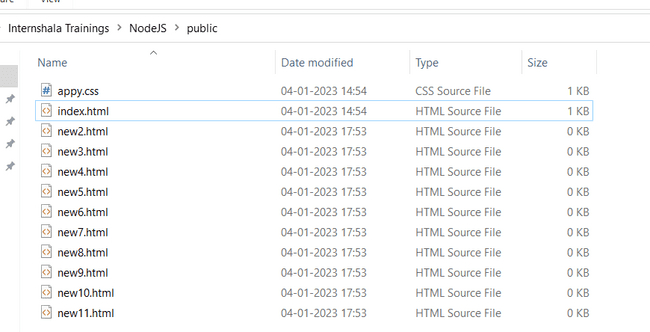 Internshala Trainings > NodeJS > public
Name Date modified Type Size
appy.css 04-01-2023 14:54 CSS Source File 1 KB
index.html 04-01-2023 14:54 HTML Source File 1 KB
new2.html 04-01-2023 17:53 HTML Source File 0 KB
new3.html 04-01-2023 17:53 HTML Source File 0 KB
new4.html 04-01-2023 17:53 HTML Source File 0 KB
new5.html 04-01-2023 17:53 HTML Source File 0 KB
new6.html 04-01-2023 17:53 HTML Source File 0 KB
new7.html 04-01-2023 17:53 HTML Source File 0 KB
new8.html 04-01-2023 17:53 HTML Source File 0 KB
new9.html 04-01-2023 17:53 HTML Source File 0 KB
new10.html 04-01-2023 17:53 HTML Source File 0 KB
new11.html 04-01-2023 17:53 HTML Source File 0 KB